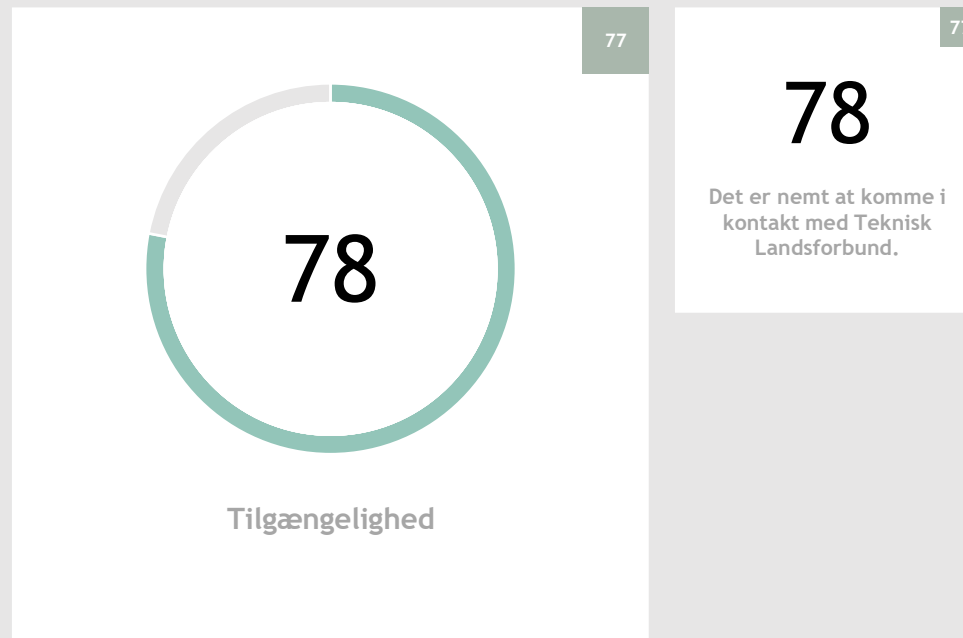 77
78
Tilgængelighed
78
Det er nemt at komme i
kontakt med Teknisk
Landsforbund.